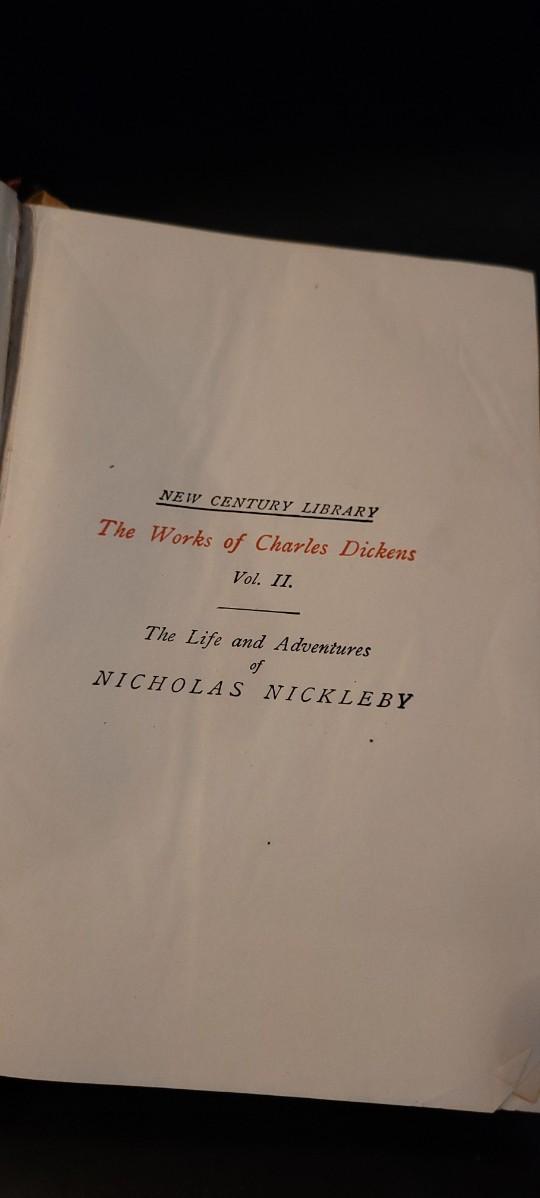 NEW CENTURY LIBRARY
The Works of Charles Dickens
Vol. II.
The Life and Adventures
of
NICHOLAS NICKLEBY